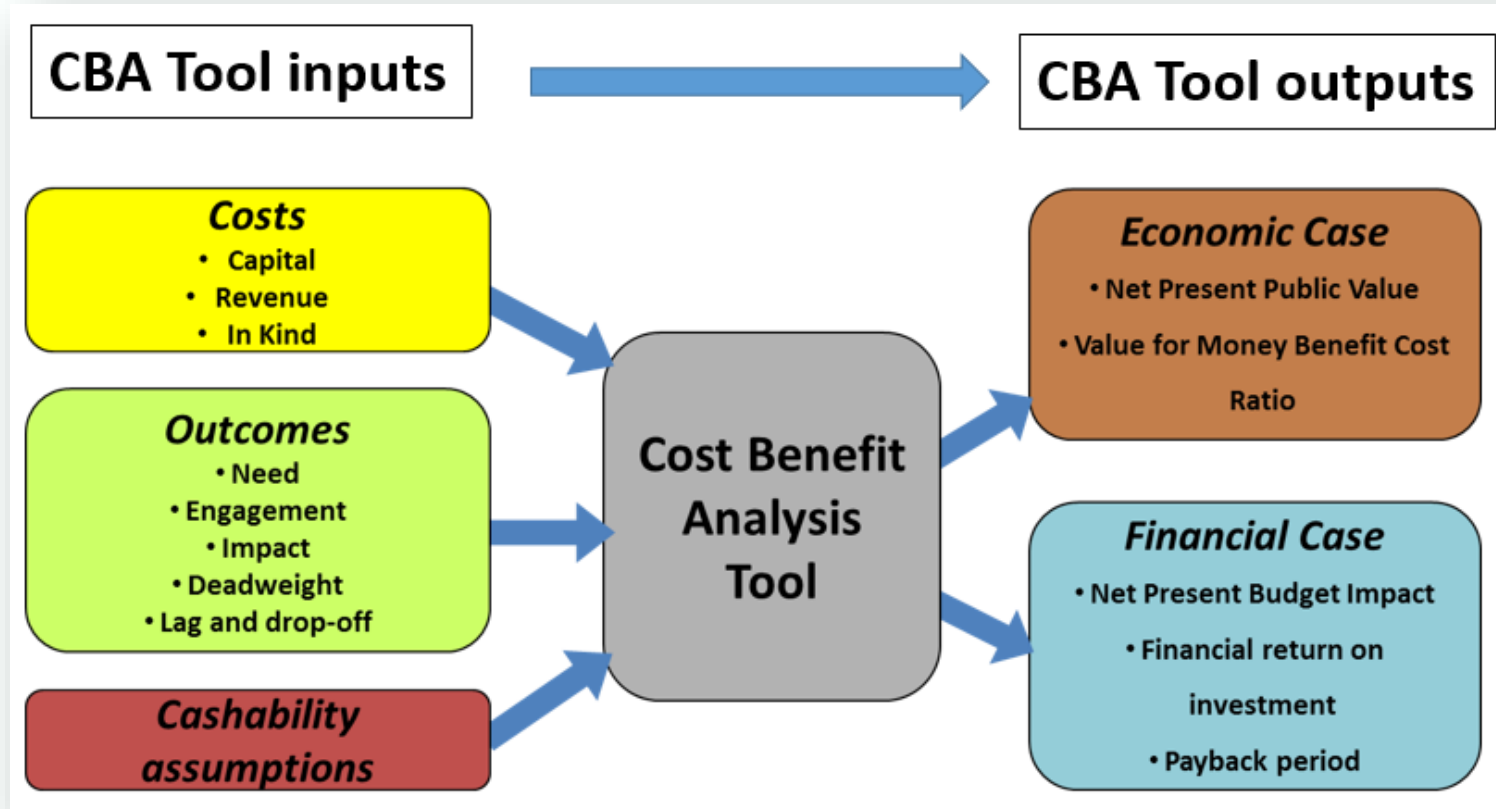 CBA Tool inputs
CBA Tool outputs
Costs
• Capital
• Revenue
• In Kind
Outcomes
• Need
• Engagement
• Impact
• Deadweight
• Lag and drop-off
Cashability
assumptions
Cost Benefit
Analysis
Tool
Economic Case
• Net Present Public Value
• Value for Money Benefit Cost
Ratio
Financial Case
• Net Present Budget Impact
• Financial return on
investment
• Payback period